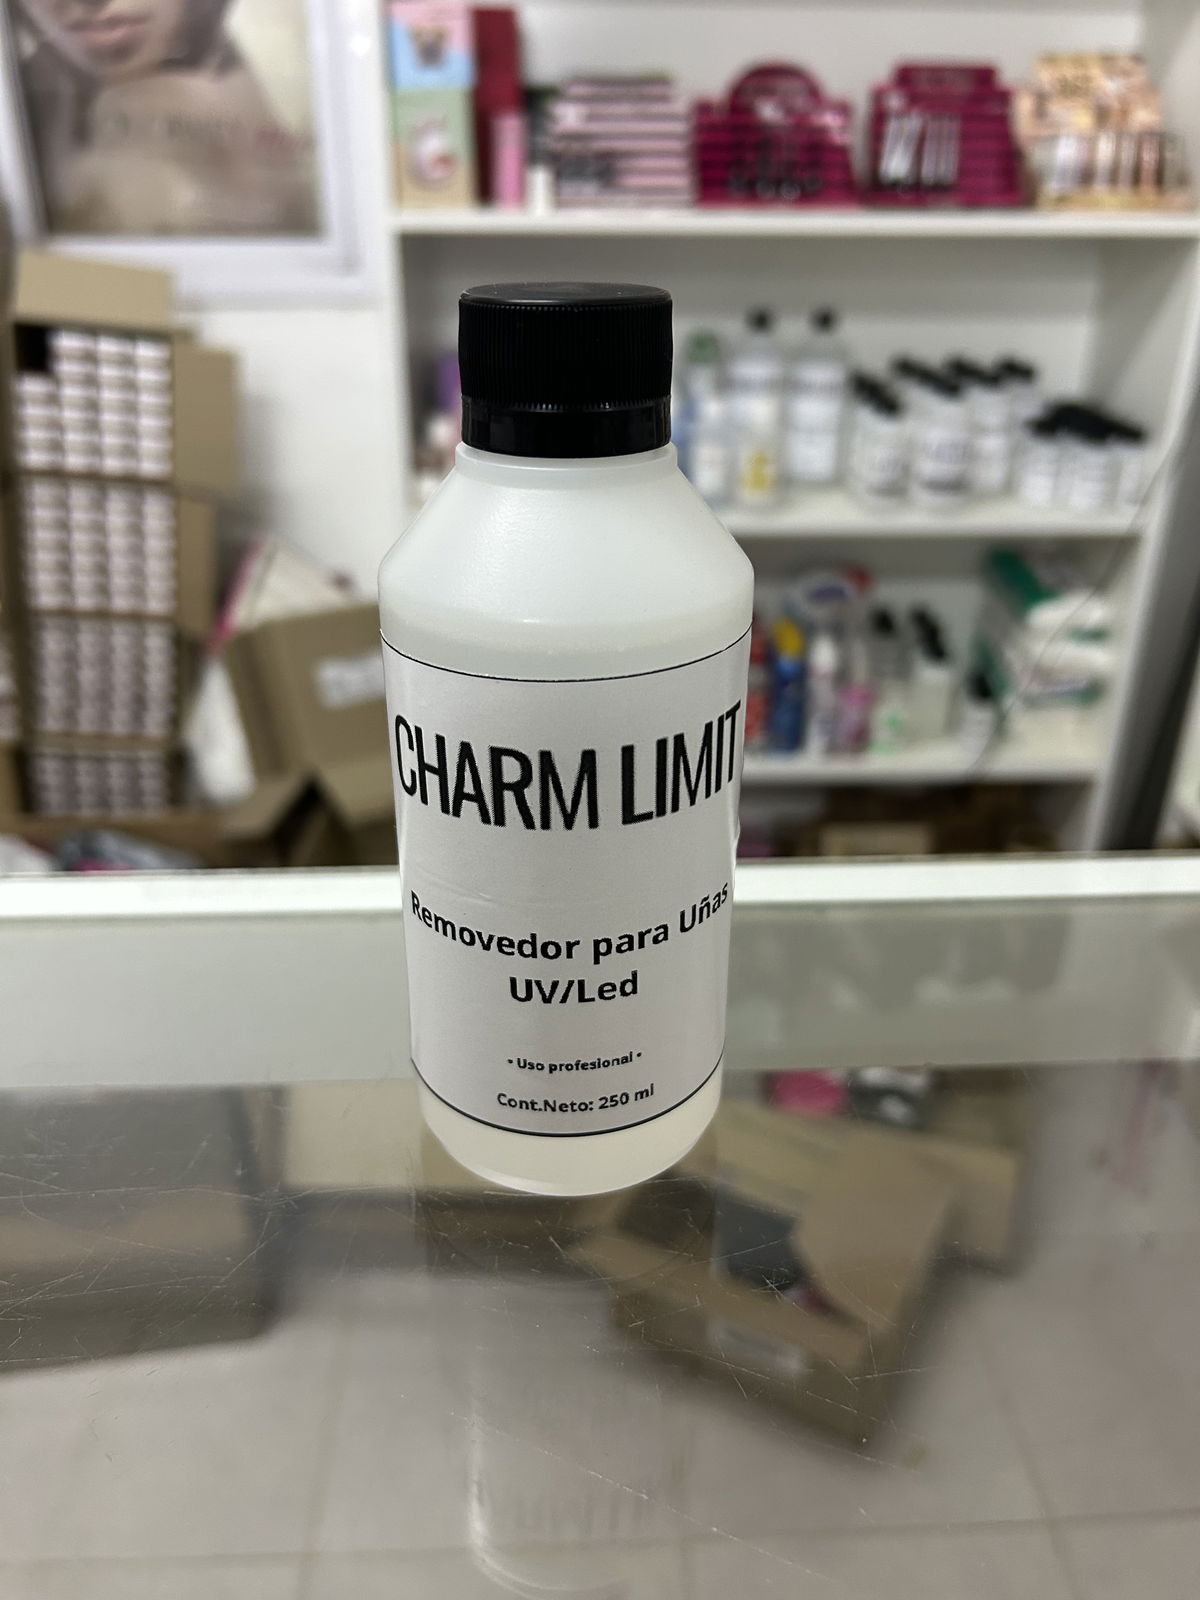 CHARM LIMIT
Removedor para Uñas
UV/Led
• Uso profesional •
Cont.Neto: 250 ml